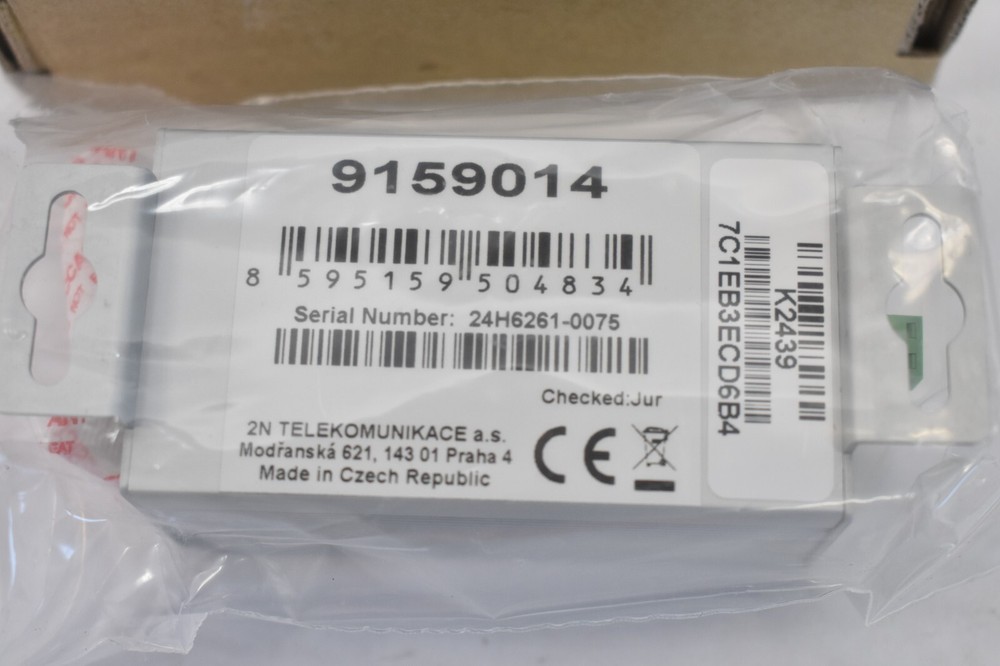 9159014
8 595159 504834
Serial Number: 24H6261-0075
Checked:Jur
2N TELEKOMUNIKACE a.s.
Modřanská 621, 143 01 Praha 4
Made in Czech Republic
CE
K2439
7C1EB3ECD6B4